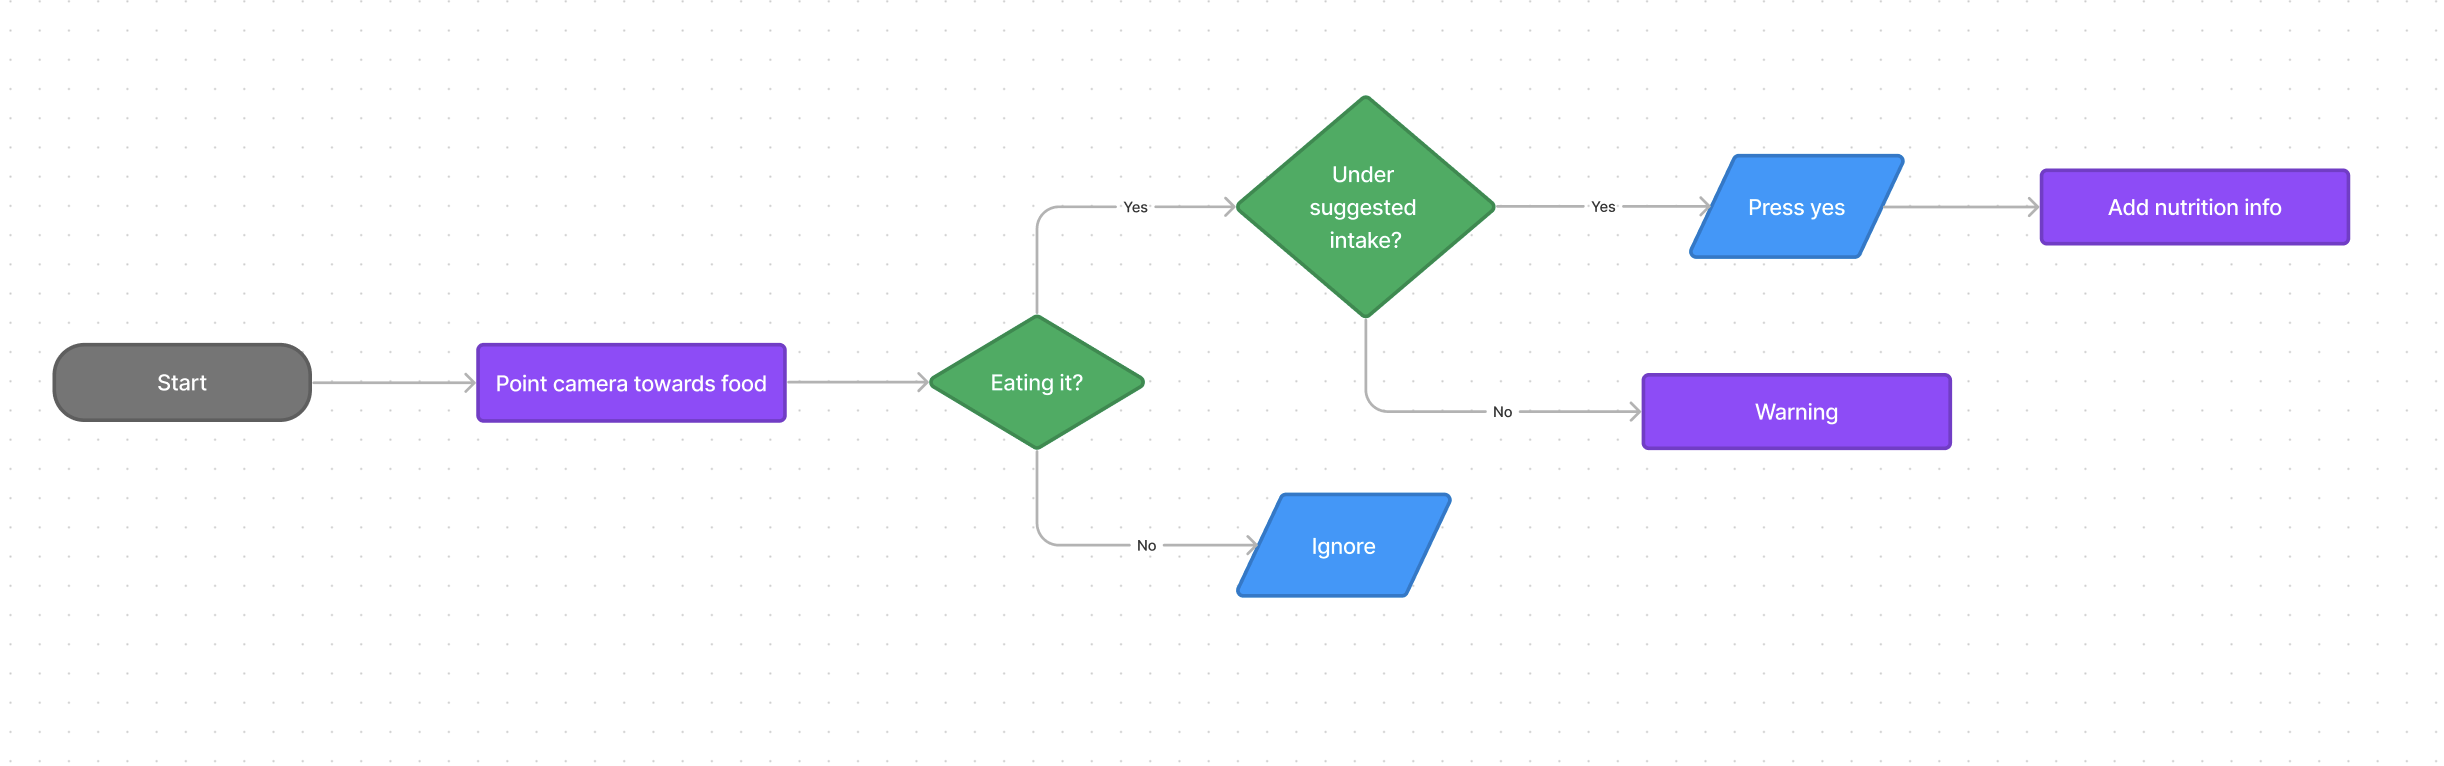 Start
Point camera towards food
Eating it?
Yes
Under
suggested
intake?
Yes
Press yes
Add nutrition info
No
Warning
No
Ignore